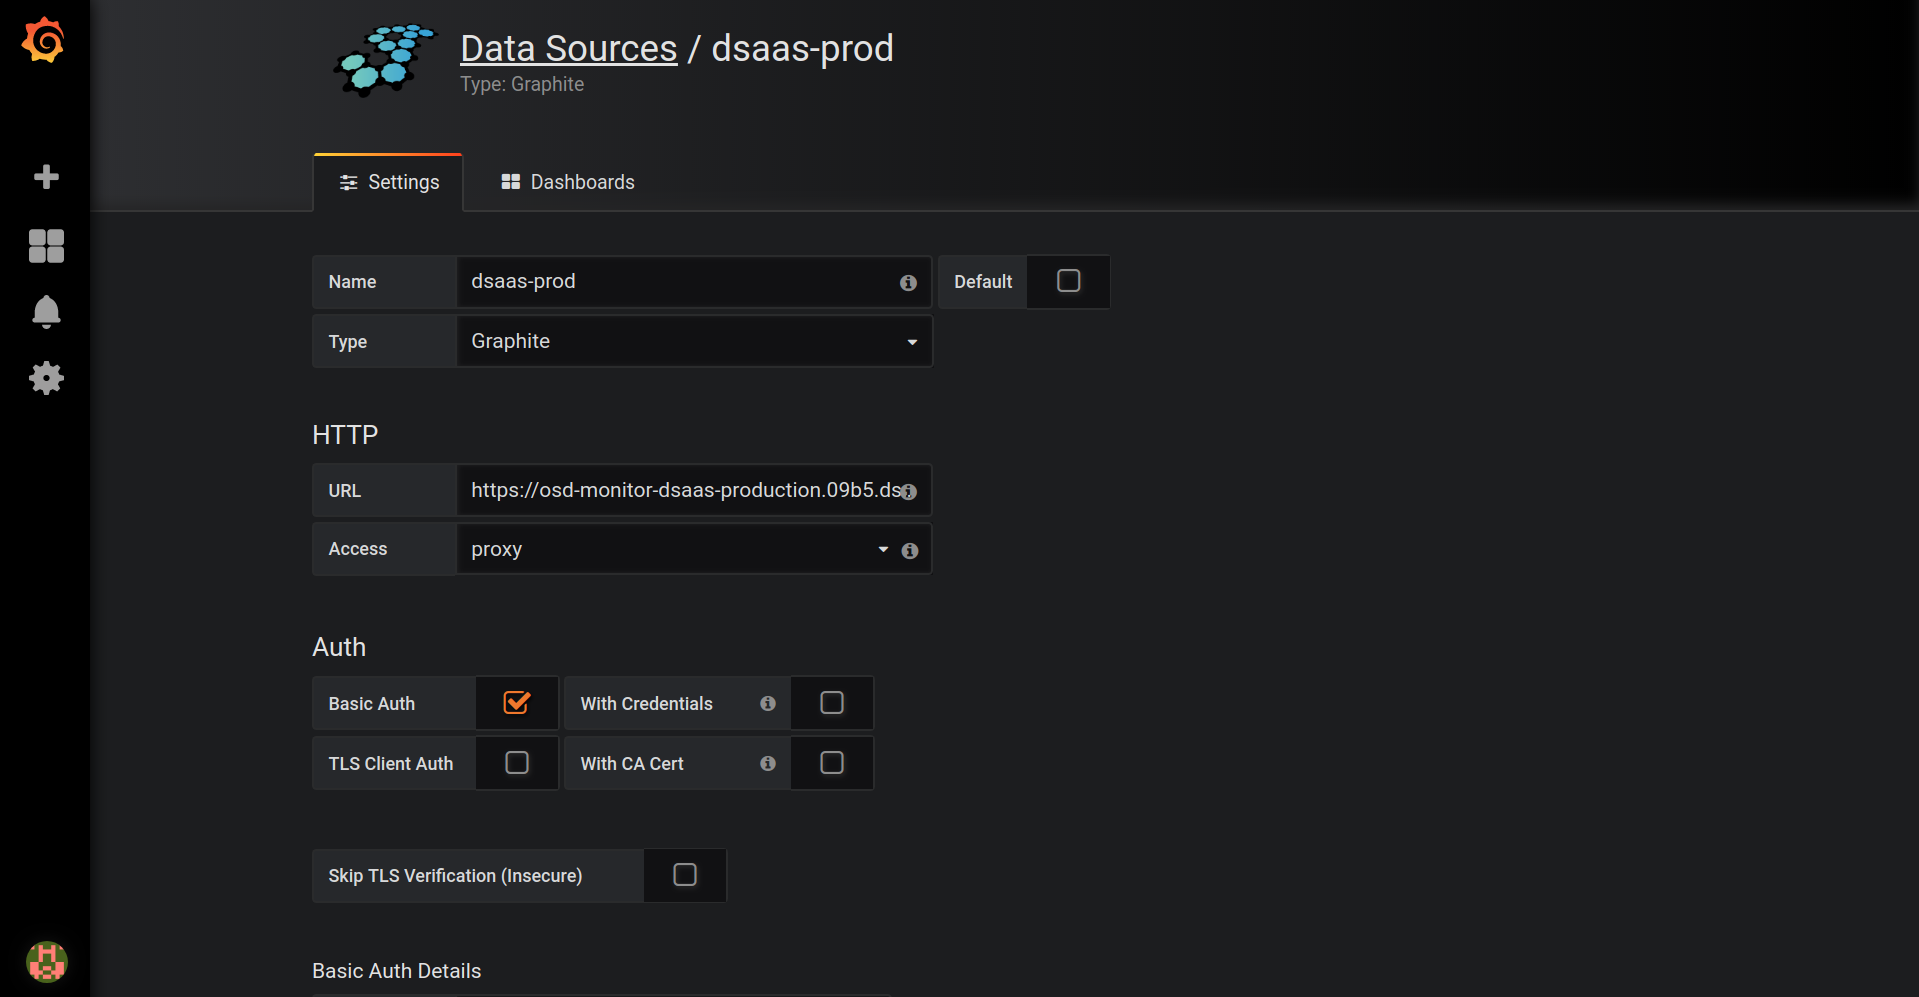 Data Sources / dsaas-prod
Type: Graphite
Settings
Dashboards
Name
dsaas-prod
Default
Type
Graphite
HTTP
URL
https://osd-monitor-dsaas-production.09b5.ds
Access
proxy
Auth
Basic Auth
With Credentials
TLS Client Auth
With CA Cert
Skip TLS Verification (Insecure)
Basic Auth Details